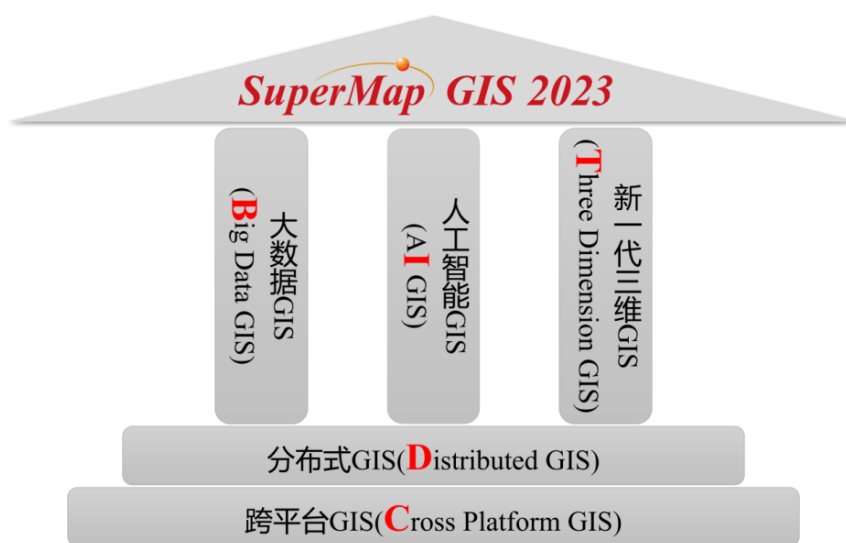 SuperMap GIS 2023
大数据GIS
(Big Data GIS)
人工智能GIS
(AI GIS)
新一代三维GIS
(Three Dimension GIS)
分布式GIS(Distributed GIS)
跨平台GIS(Cross Platform GIS)